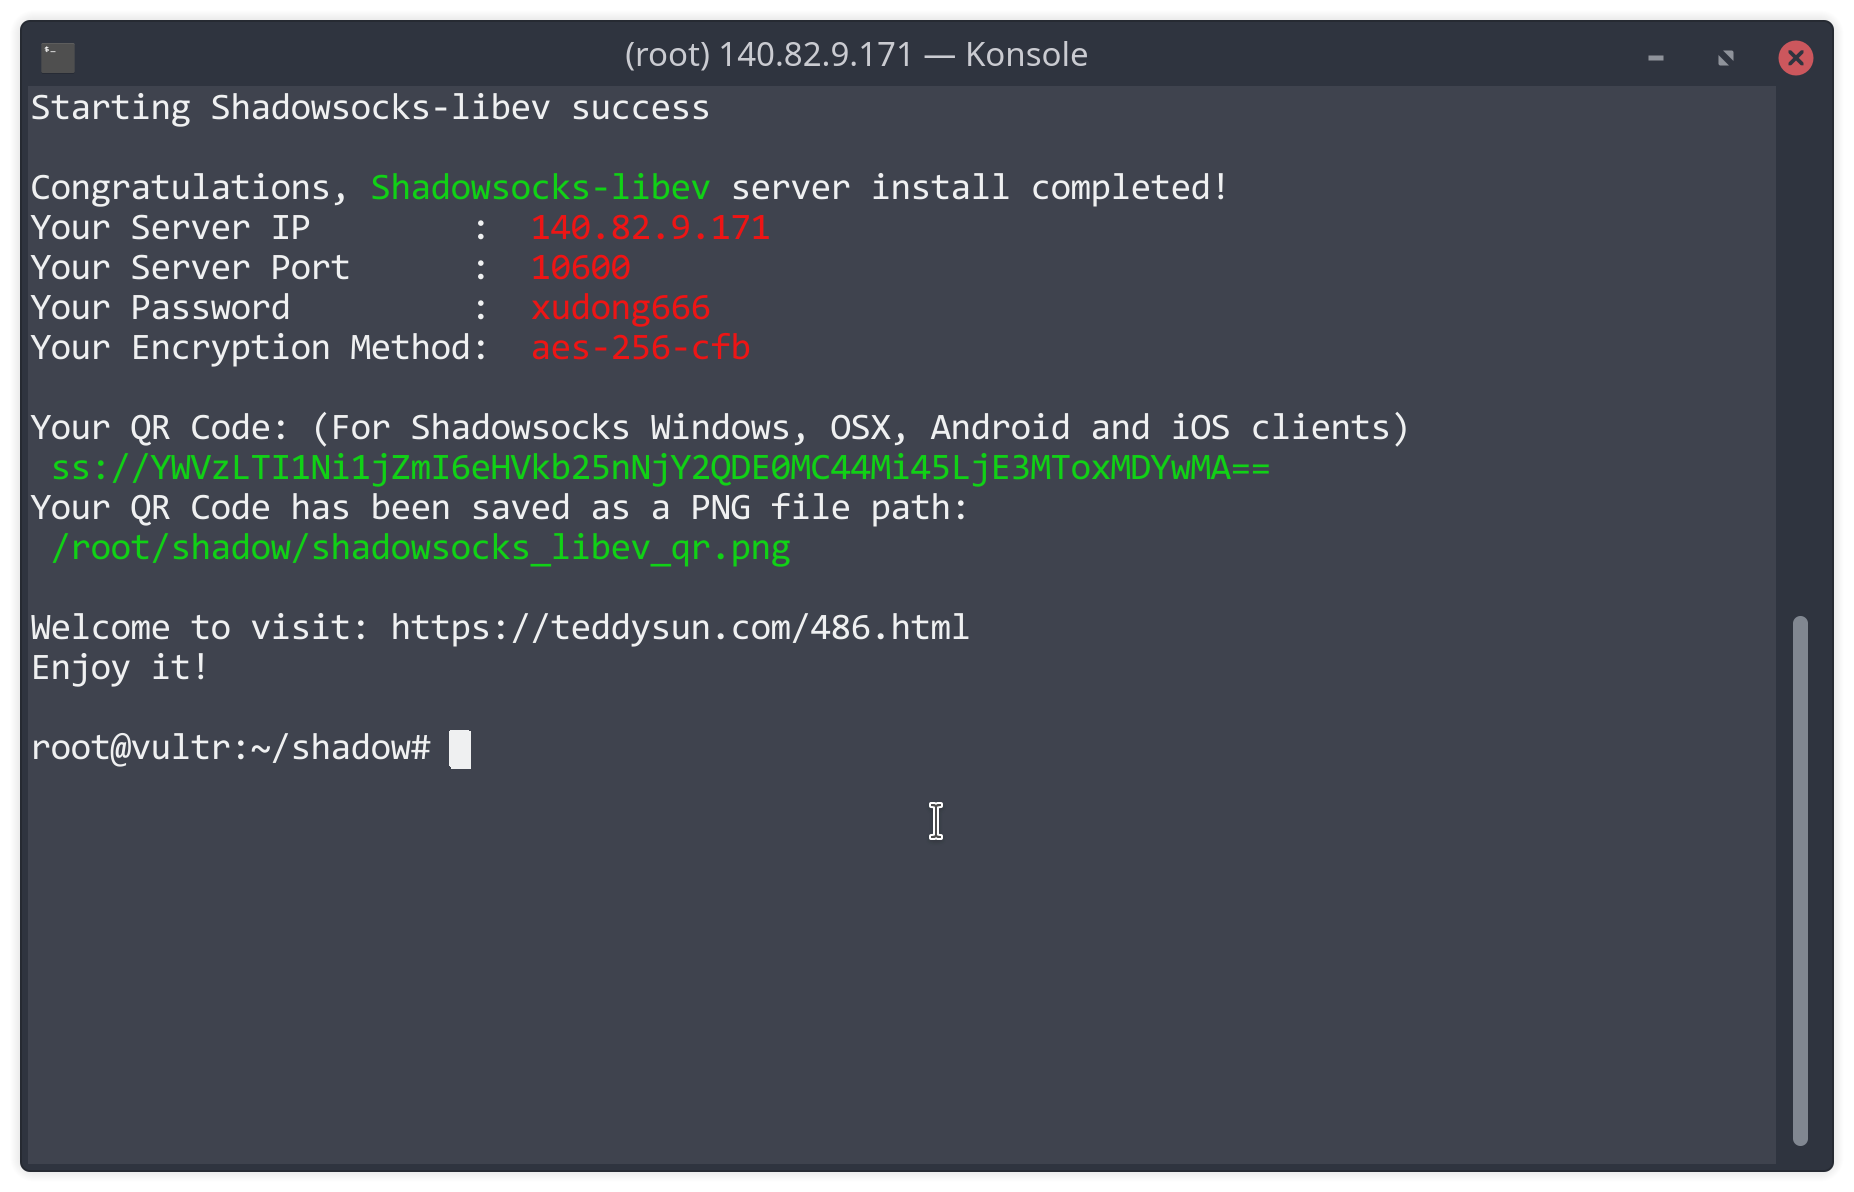 (root) 140.82.9.171 — Konsole
Starting Shadowsocks-libev success
Congratulations, Shadowsocks-libev server install completed!
Your Server IP        :  140.82.9.171
Your Server Port      :  10600
Your Password         :  xudong666
Your Encryption Method:  aes-256-cfb
Your QR Code: (For Shadowsocks Windows, OSX, Android and iOS clients)
ss://YWVzLTI1Ni1jZmI6eHVkb25nNjY2QDE0MC44Mi45LjE3MToxMDYwMA==
Your QR Code has been saved as a PNG file path:
/root/shadow/shadowsocks_libev_qr.png
Welcome to visit: https://teddysun.com/486.html
Enjoy it!
root@vultr:~/shadow#